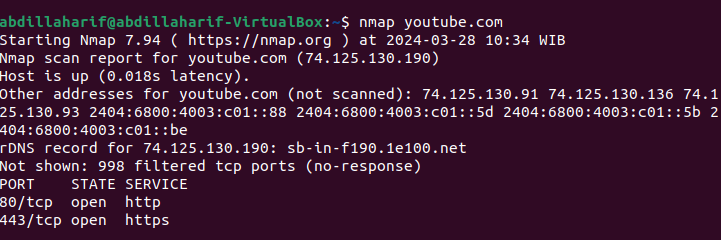 abdillaharif@abdillaharif-VirtualBox:~$ nmap youtube.com
Starting Nmap 7.94 ( https://nmap.org ) at 2024-03-28 10:34 WIB
Nmap scan report for youtube.com (74.125.130.190)
Host is up (0.018s latency).
Other addresses for youtube.com (not scanned): 74.125.130.91 74.125.130.136 74.1
25.130.93 2404:6800:4003:c01::88 2404:6800:4003:c01::5d 2404:6800:4003:c01::5b 2
404:6800:4003:c01::be
rDNS record for 74.125.130.190: sb-in-f190.1e100.net
Not shown: 998 filtered tcp ports (no-response)
PORT    STATE SERVICE
80/tcp  open  http
443/tcp open  https